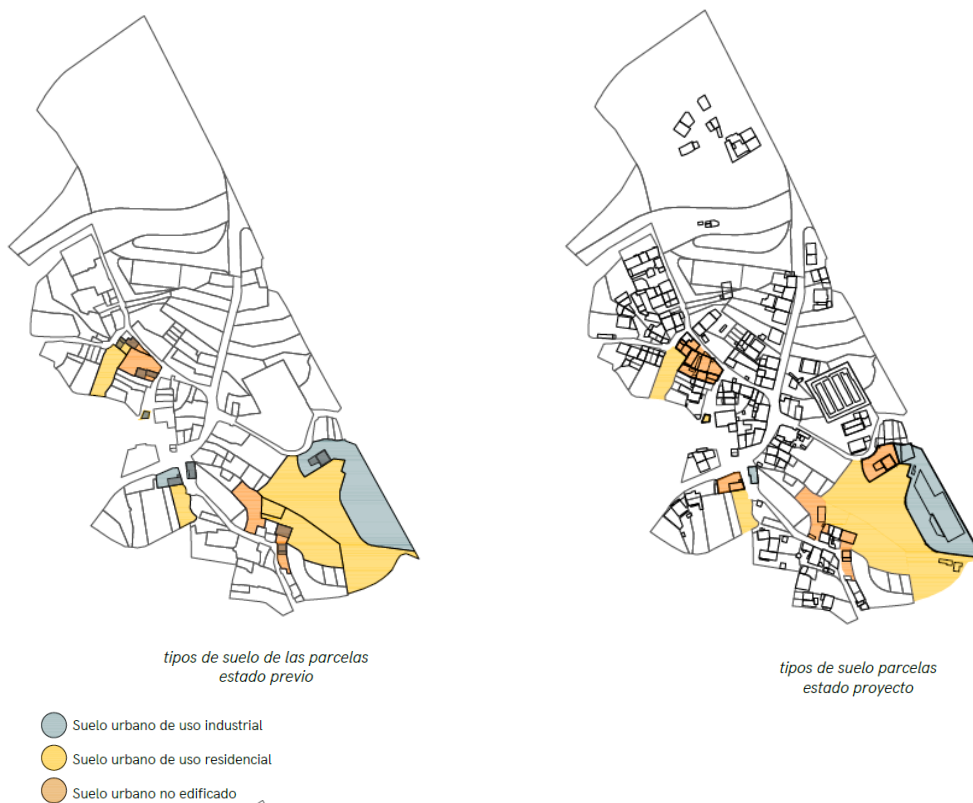 tipos de suelo de las parcelas
estado previo
tipos de suelo parcelas
estado proyecto
Suelo urbano de uso industrial
Suelo urbano de uso residencial
Suelo urbano no edificado